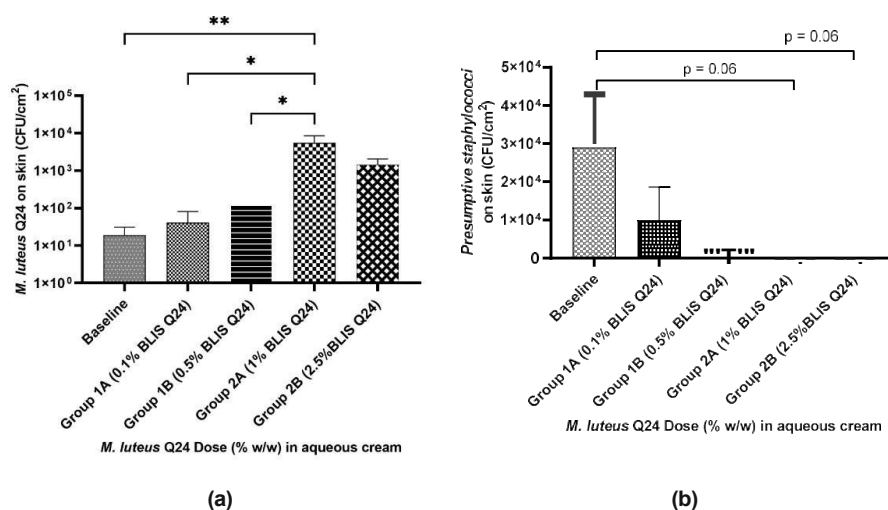 **
*
*
M. luteus Q24 on skin (CFU/cm²)
1×10⁵
1×10⁴
1×10³
1×10²
1×10¹
1×10⁰
Baseline
Group 1A (0.1% BLIS Q24)
Group 1B (0.5% BLIS Q24)
Group 2A (1% BLIS Q24)
Group 2B (2.5%BLIS Q24)
M. luteus Q24 Dose (% w/w) in aqueous cream
(a)
p = 0.06
p = 0.06
Presumptive staphylococci
on skin (CFU/cm²)
5×10⁴
4×10⁴
3×10⁴
2×10⁴
1×10⁴
0
Baseline
Group 1A (0.1% BLIS Q24)
Group 1B (0.5% BLIS Q24)
Group 2A (1% BLIS Q24)
Group 2B (2.5%BLIS Q24)
M. luteus Q24 Dose (% w/w) in aqueous cream
(b)